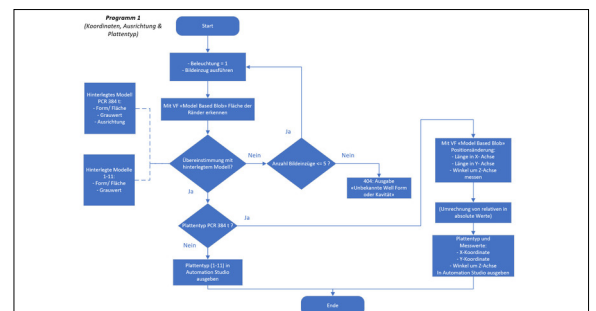 Programm 1
(Koordinaten, Ausrichtung &
Plattentyp)
Start
- Beleuchtung = 1
- Bildeinzug ausführen
Hinterlegtes Modell
PCR 384 t:
- Form/ Fläche
- Grauwert
- Ausrichtung
Mit VF «Model Based Blob» Fläche der
Ränder erkennen
Ja
Hinterlegte Modelle
1-11:
- Form/ Fläche
- Grauwert
Übereinstimmung mit
hinterlegtem Modell?
Nein
Anzahl Bildeinzüge <= 5 ?
Nein
404: Ausgabe
«Unbekannte Well Form
oder Kavität»
Ja
Plattentyp PCR 384 t ?
Ja
Nein
Plattentyp (1-11) in
Automation Studio
ausgeben
Mit VF «Model Based Blob»
Positionsänderung:
- Länge in X- Achse
- Länge in Y- Achse
- Winkel um Z-Achse
messen
(Umrechnung von relativen in
absolute Werte)
Plattentyp und
Messwerte:
- X-Koordinate
- Y-Koordinate
- Winkel um Z-Achse
In Automation Studio ausgeben
Ende